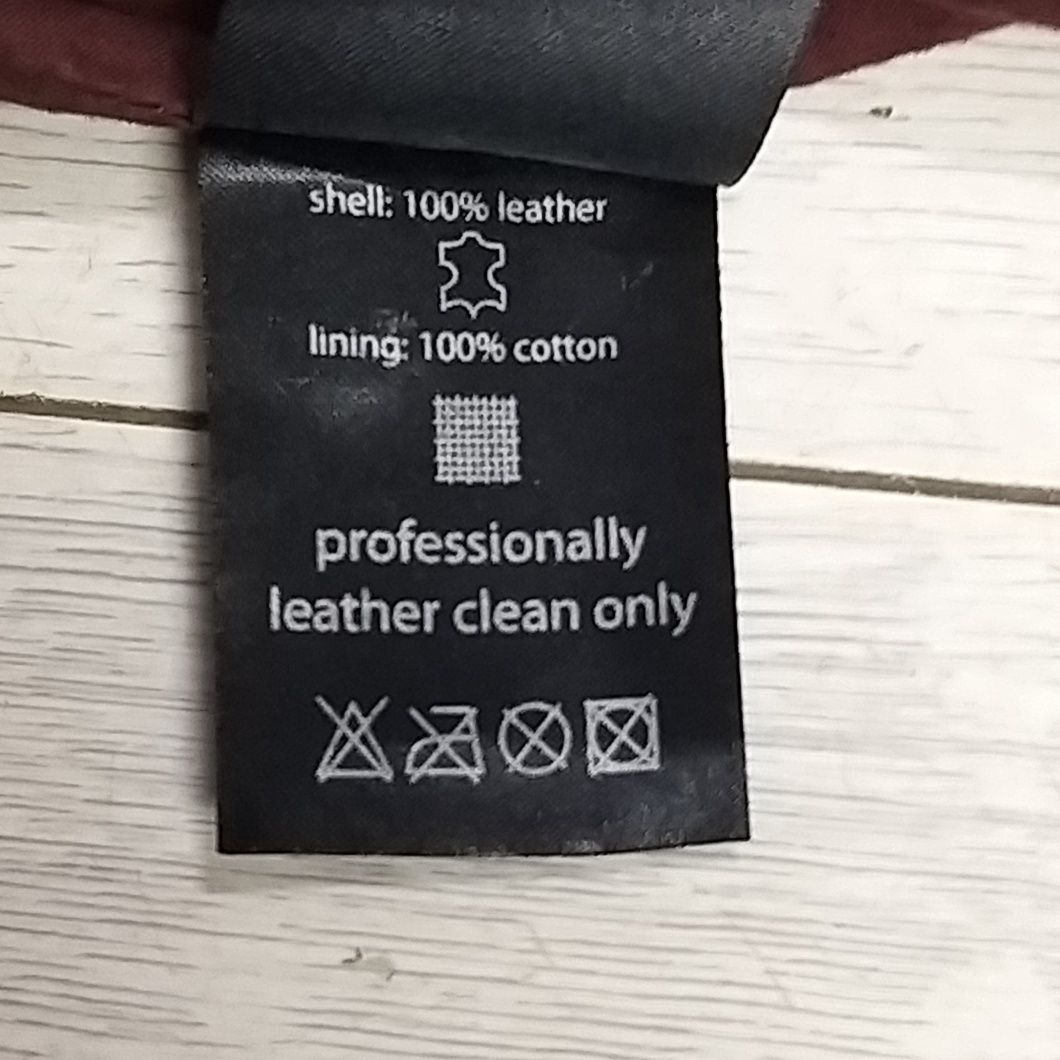 shell: 100% leather
lining: 100% cotton
professionally
leather clean only